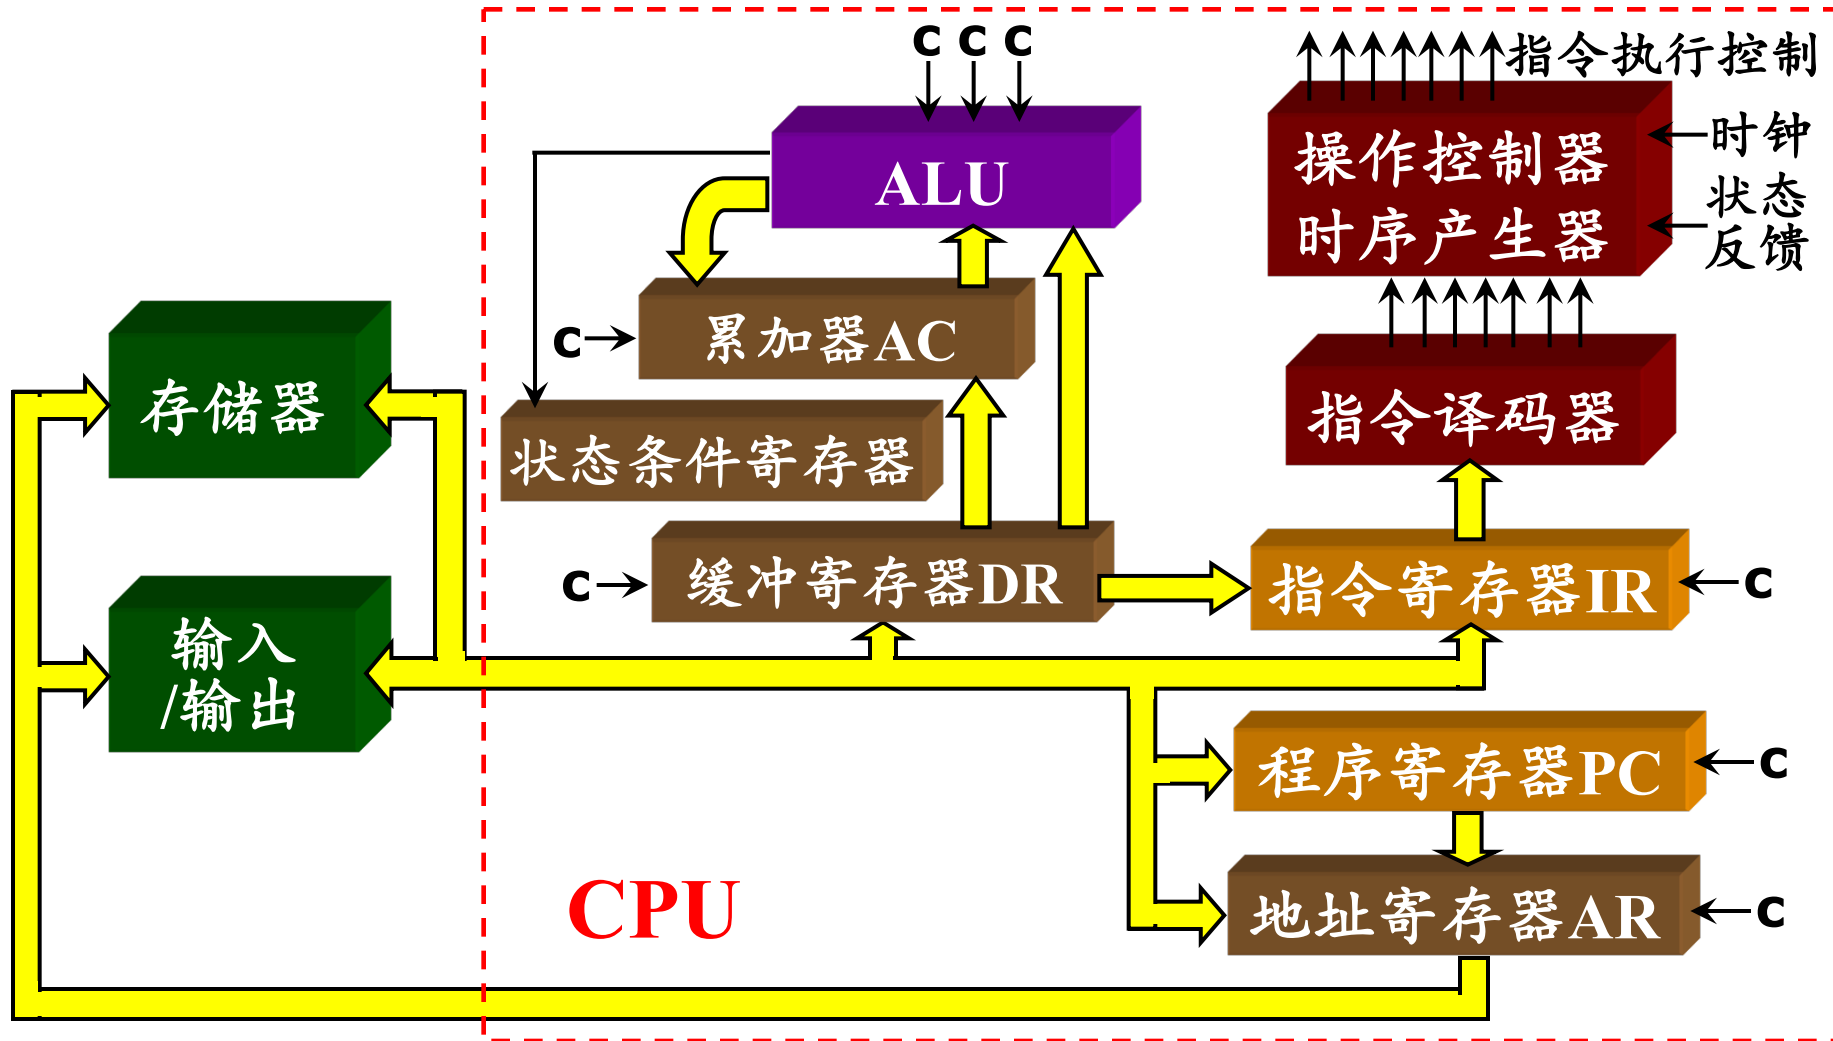 c c c
指令执行控制
ALU
操作控制器
时序产生器
时钟
状态
反馈
c
累加器AC
存储器
状态条件寄存器
指令译码器
c
缓冲寄存器DR
指令寄存器IR
c
输入
/输出
程序寄存器PC
c
CPU
地址寄存器AR
c